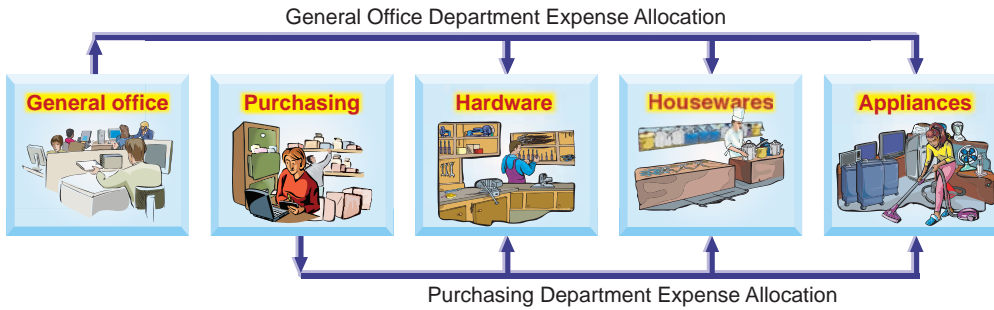 General Office Department Expense Allocation
General office
Purchasing
Hardware
Housewares
Appliances
Purchasing Department Expense Allocation